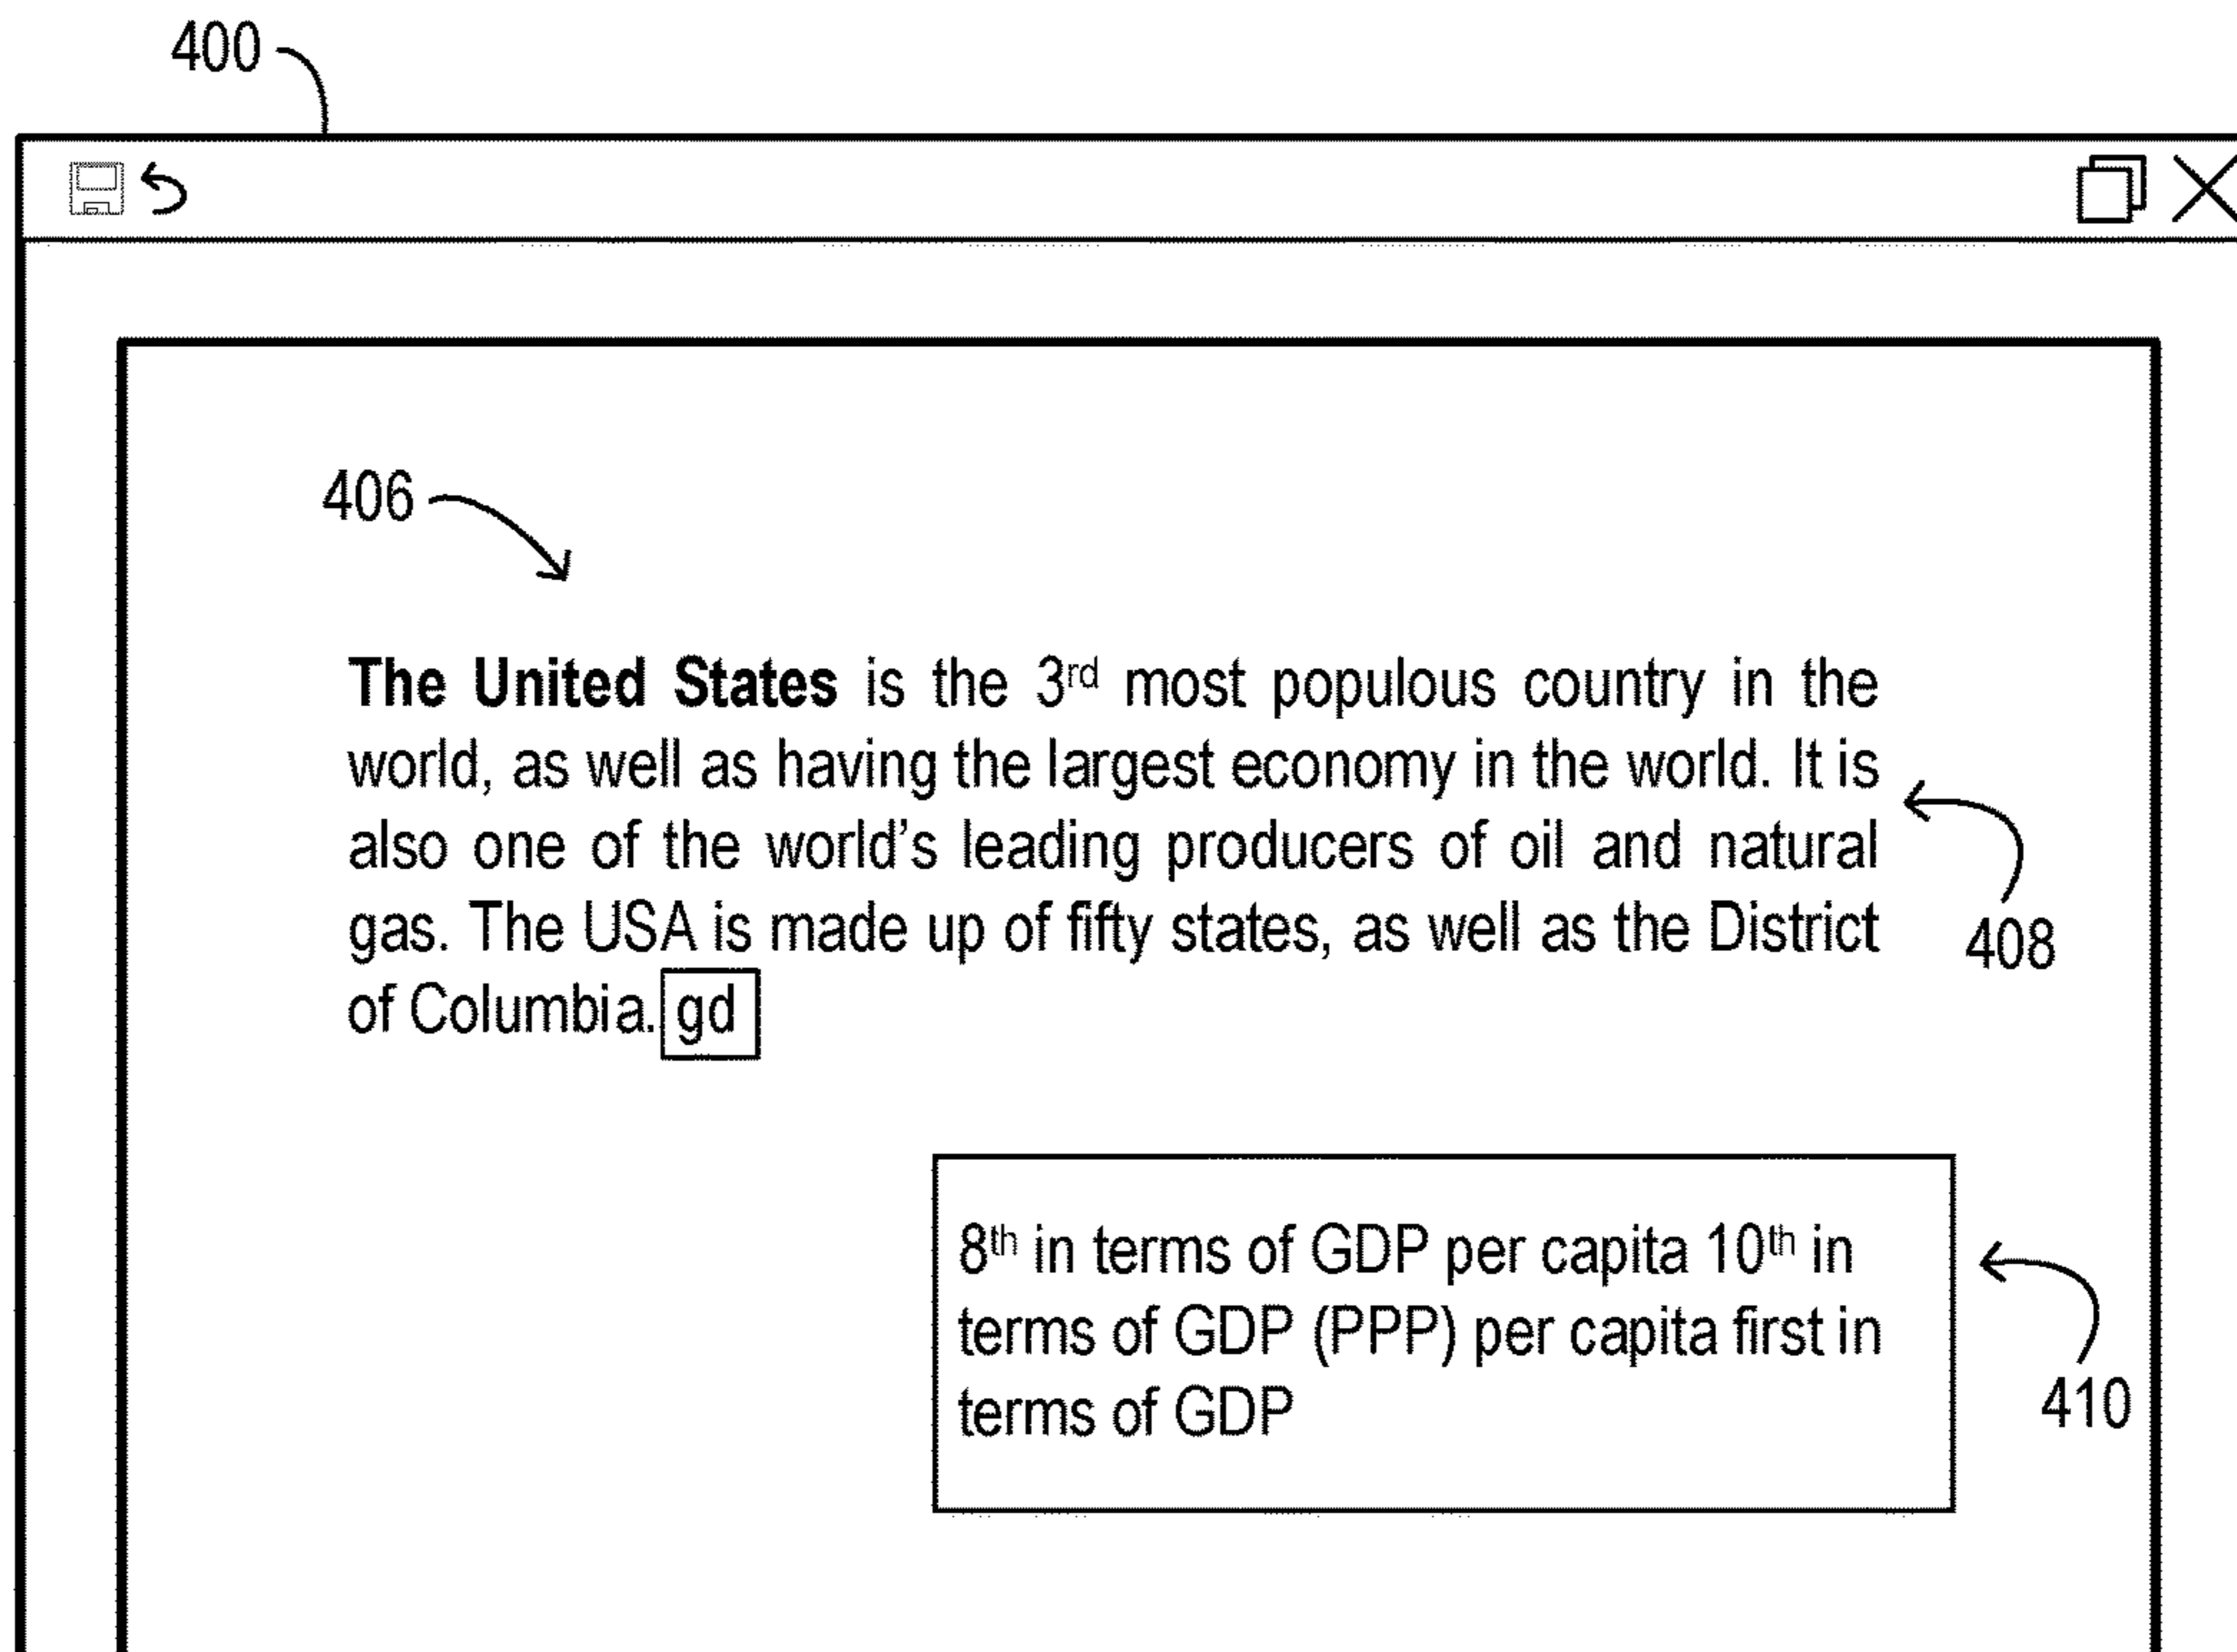 400
406
The United States is the 3rd most populous country in the
world, as well as having the largest economy in the world. It is
also one of the world's leading producers of oil and natural
gas. The USA is made up of fifty states, as well as the District
408
of Columbia. gd
8th in terms of GDP per capita 10th in
terms of GDP (PPP) per capita first in
terms of GDP
410